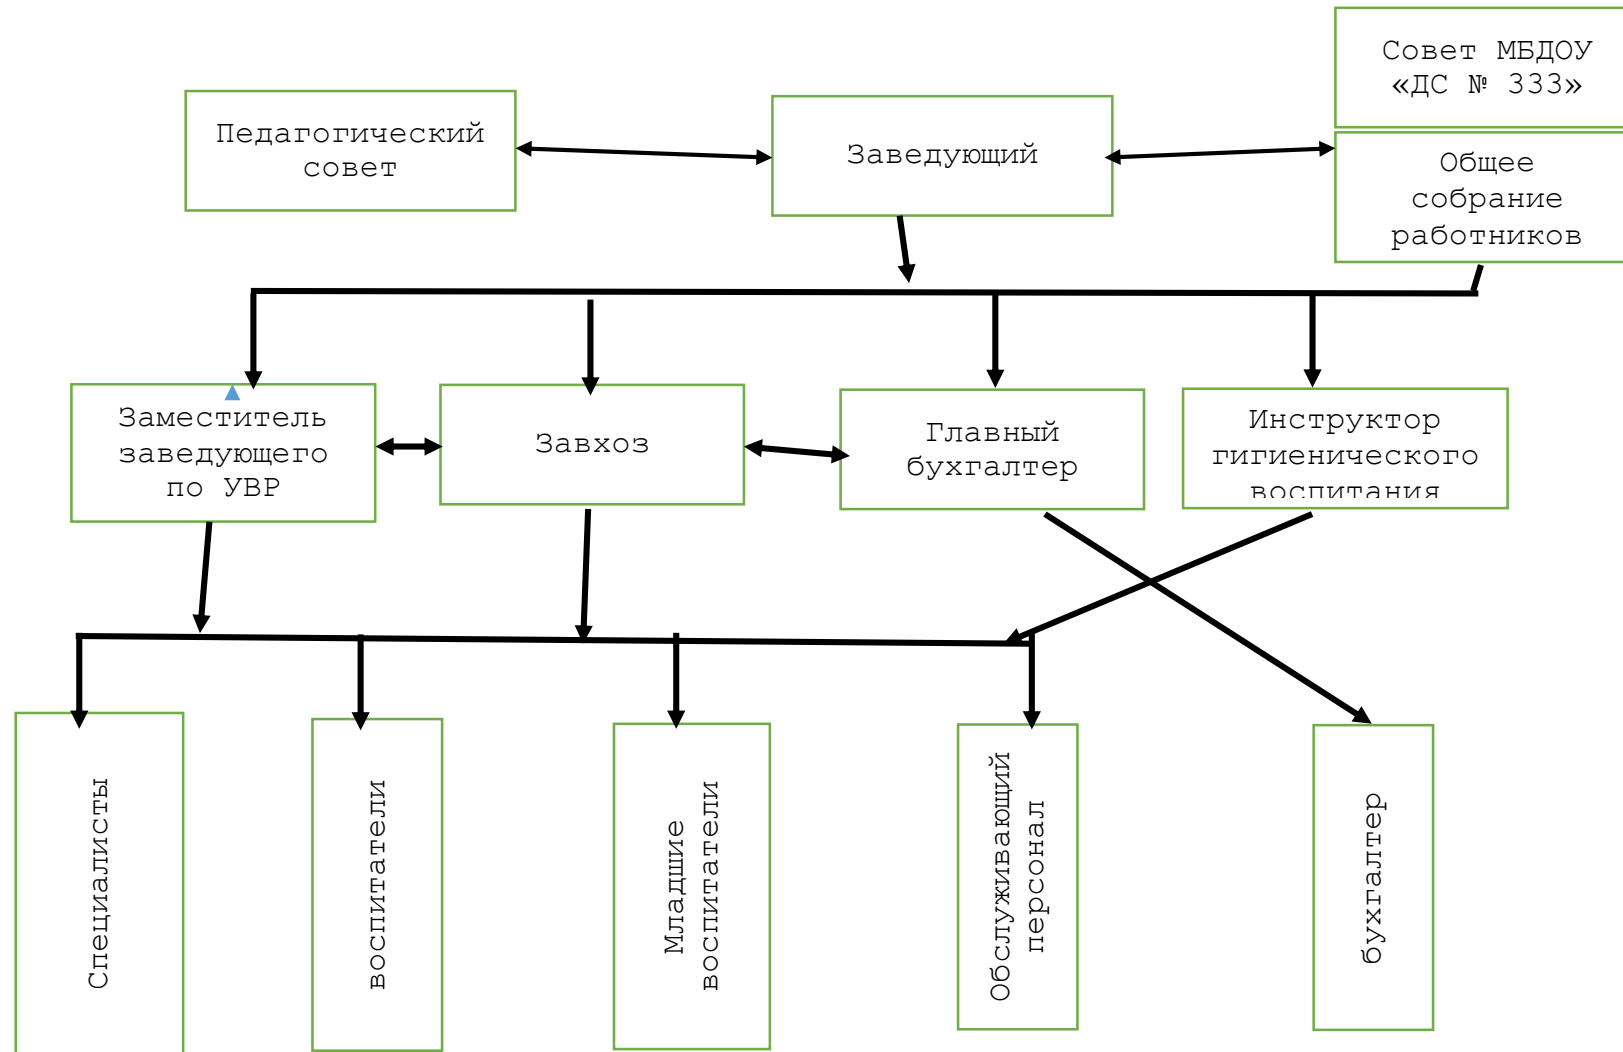 Совет МБДОУ
«ДС № 333»
Педагогический
совет
Заведующий
Общее
собрание
работников
Заместитель
заведующего
по УВР
Завхоз
Главный
бухгалтер
Инструктор
гигиенического
воспитания
Специалисты
воспитатели
Младшие
воспитатели
Обслуживающий
персонал
бухгалтер